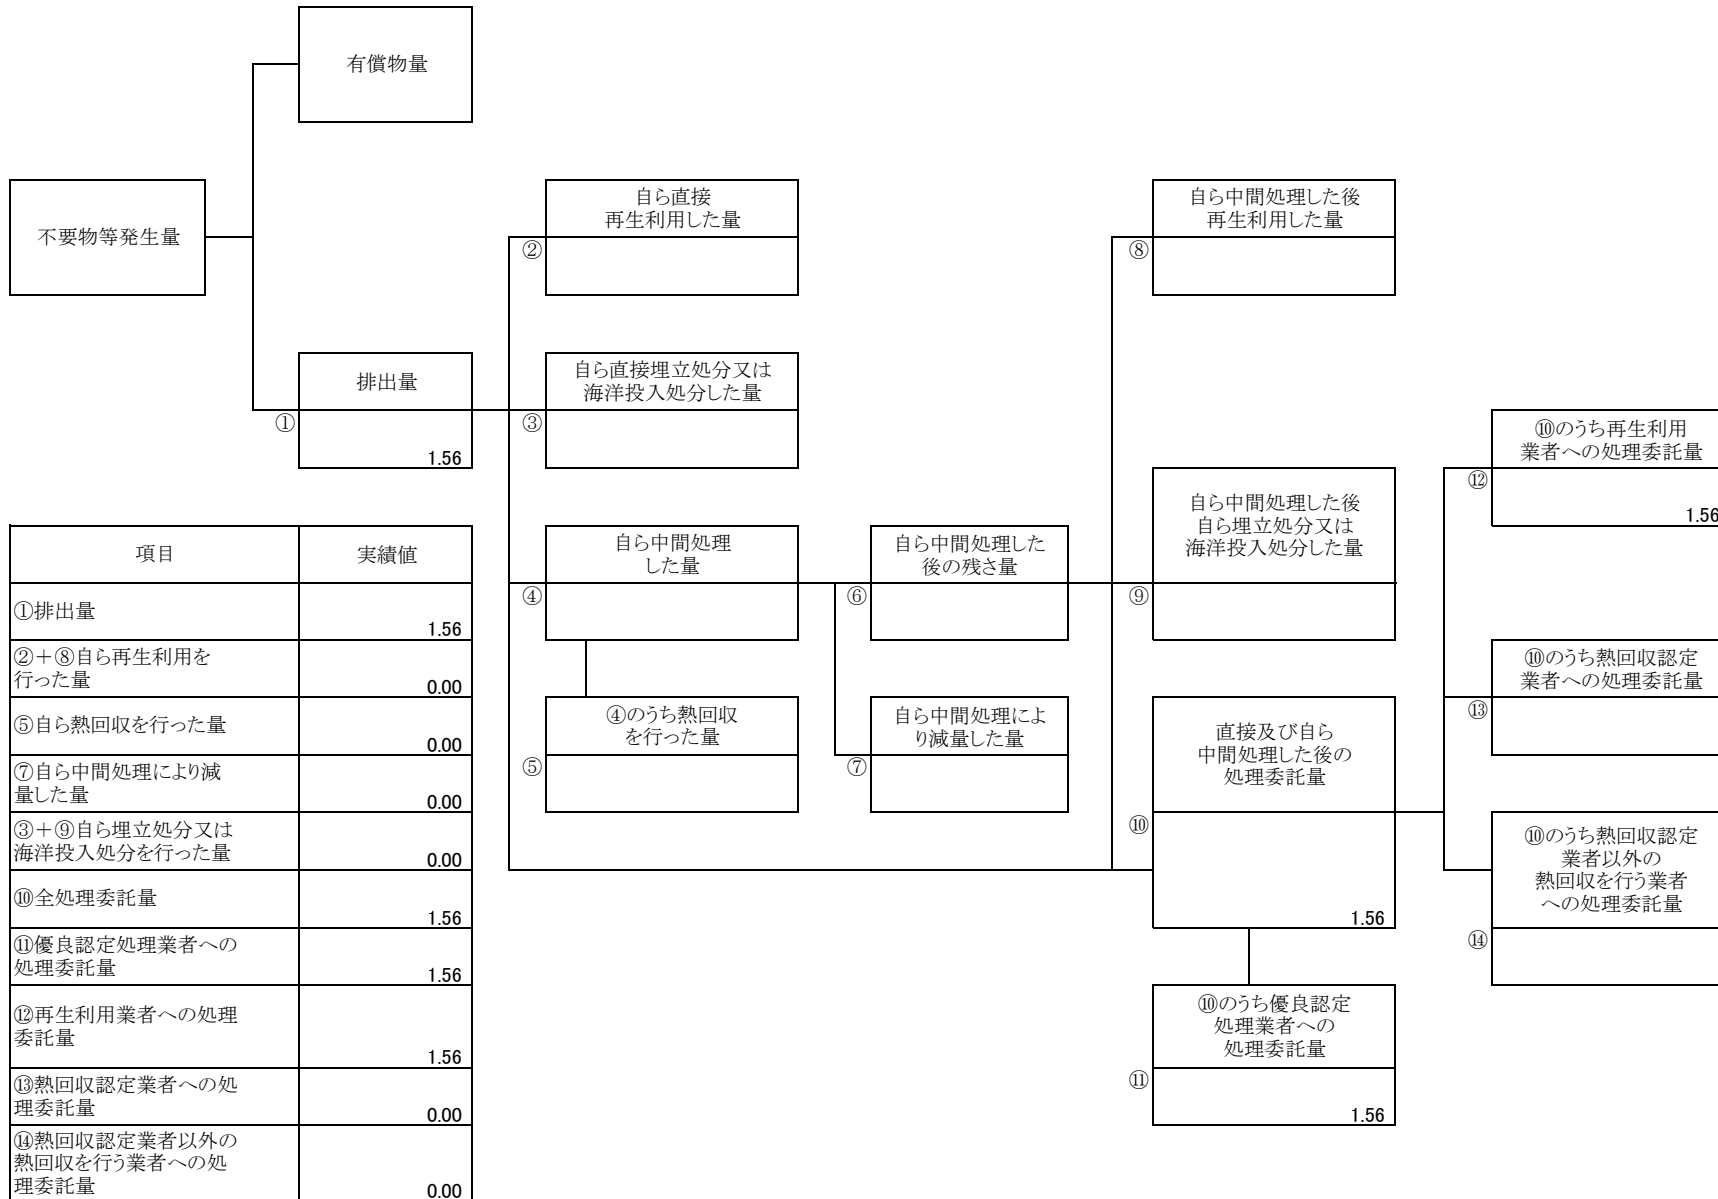 有償物量
不要物等発生量
自ら直接
再生利用した量
②
自ら中間処理した後
再生利用した量
⑧
排出量
①
1.56
自ら直接埋立処分又は
海洋投入処分した量
③
⑩のうち再生利用
業者への処理委託量
⑫
1.56
自ら中間処理した後
自ら埋立処分又は
海洋投入処分した量
⑨
自ら中間処理
した量
④
自ら中間処理した
後の残さ量
⑥
⑩のうち熱回収認定
業者への処理委託量
⑬
④のうち熱回収
を行った量
⑤
自ら中間処理によ
り減量した量
⑦
直接及び自ら
中間処理した後の
処理委託量
⑩
1.56
⑩のうち熱回収認定
業者以外の
熱回収を行う業者
への処理委託量
⑭
⑩のうち優良認定
処理業者への
処理委託量
⑪
1.56
項目 実績値
①排出量
1.56
②＋⑧自ら再生利用を
行った量
0.00
⑤自ら熱回収を行った量
0.00
⑦自ら中間処理により減
量した量
0.00
③＋⑨自ら埋立処分又は
海洋投入処分を行った量
0.00
⑩全処理委託量
1.56
⑪優良認定処理業者への
処理委託量
1.56
⑫再生利用業者への処理
委託量
1.56
⑬熱回収認定業者への処
理委託量
0.00
⑭熱回収認定業者以外の
熱回収を行う業者への処
理委託量
0.00